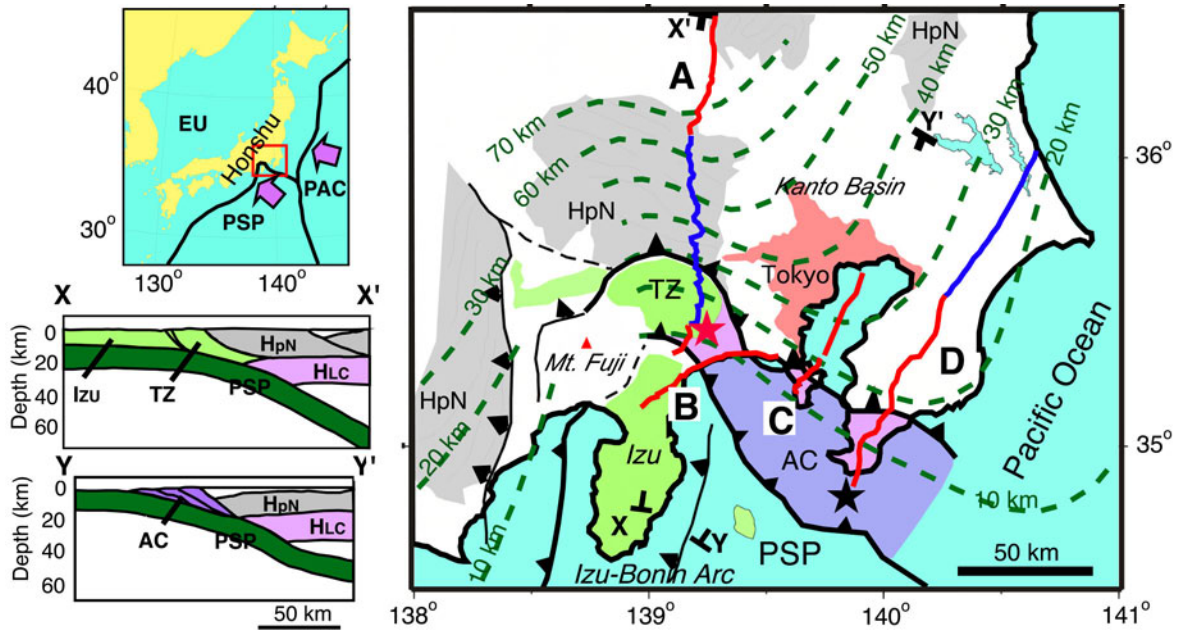 40°
30°
130°
140°
EU
Honshu
PAC
PSP
X
X'
Depth (km)
0
20
40
60
Izu
TZ
PSP
HpN
HLC
Y
Y'
Depth (km)
0
20
40
60
AC
PSP
HpN
HLC
50 km
X'
A
HpN
50 km
40 km
30 km
20 km
Y'
36°
70 km
60 km
HpN
Kanto Basin
Tokyo
TZ
30 km
Mt. Fuji
D
HpN
B
C
20 km
Izu
AC
35°
Pacific Ocean
10 km
X
Y
PSP
10 km
Izu-Bonin Arc
50 km
138°
139°
140°
141°